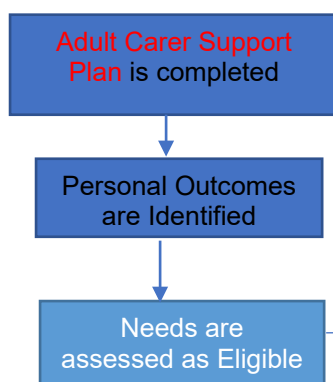 Adult Carer Support
Plan is completed
Personal Outcomes
are Identified
Needs are
assessed as Eligible